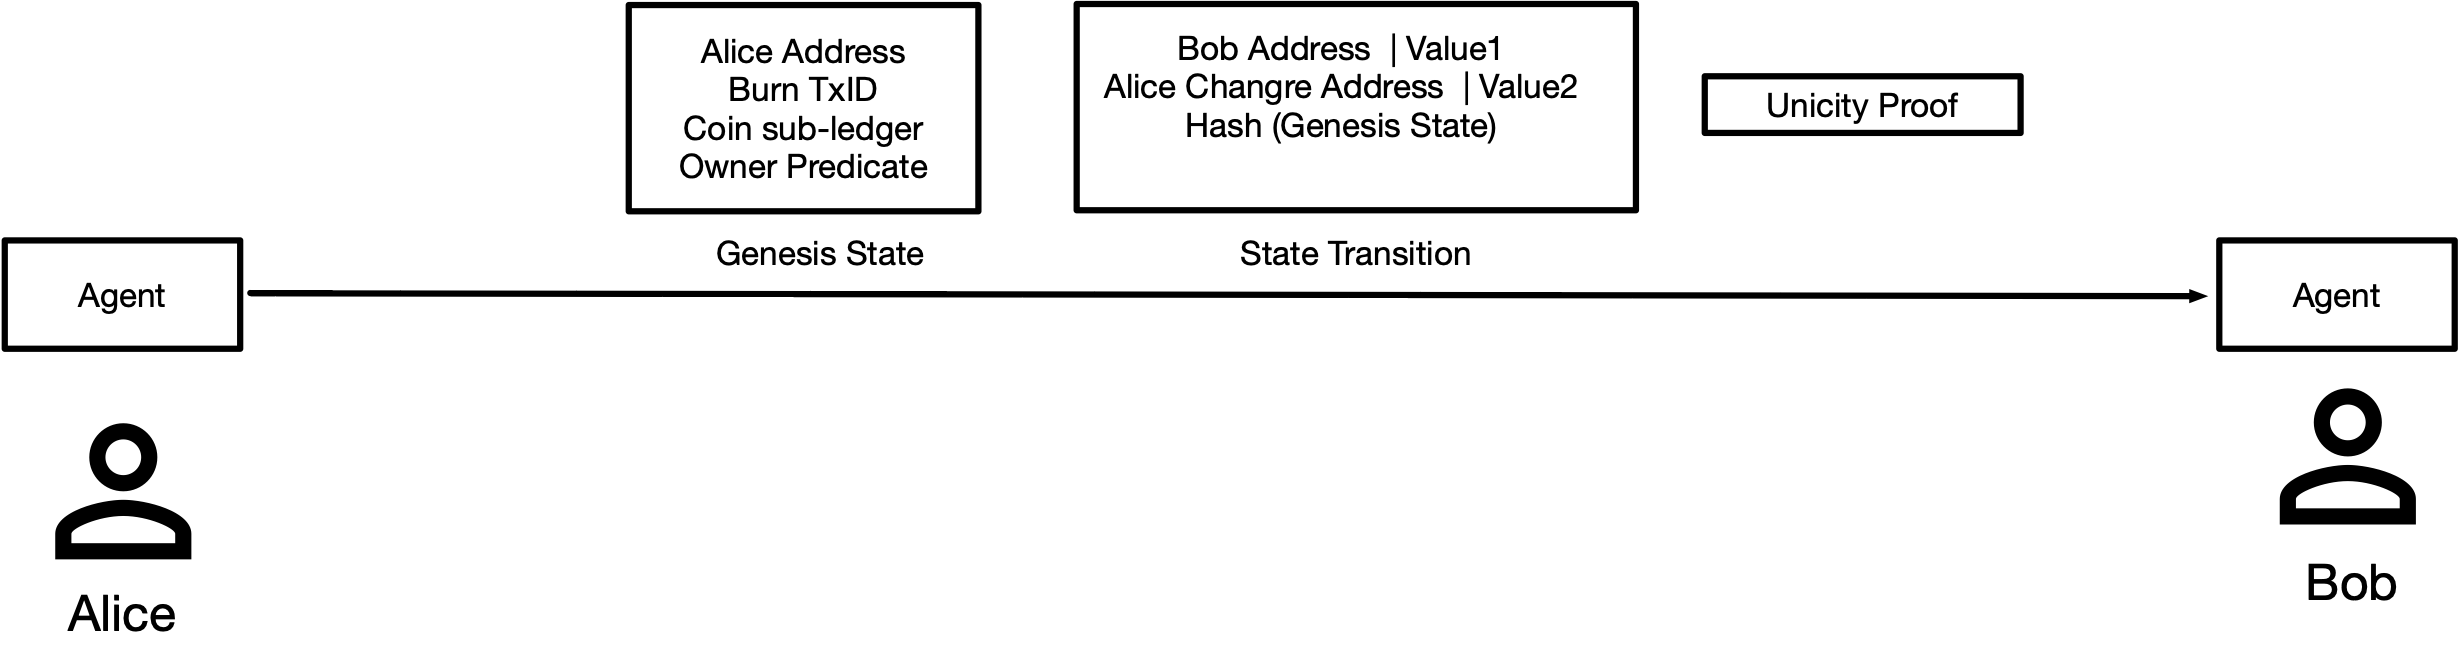 Alice Address
Burn TxID
Coin sub-ledger
Owner Predicate
Bob Address | Value1
Alice Changre Address | Value2
Hash (Genesis State)
Unicity Proof
Genesis State
State Transition
Agent
Agent
Alice
Bob